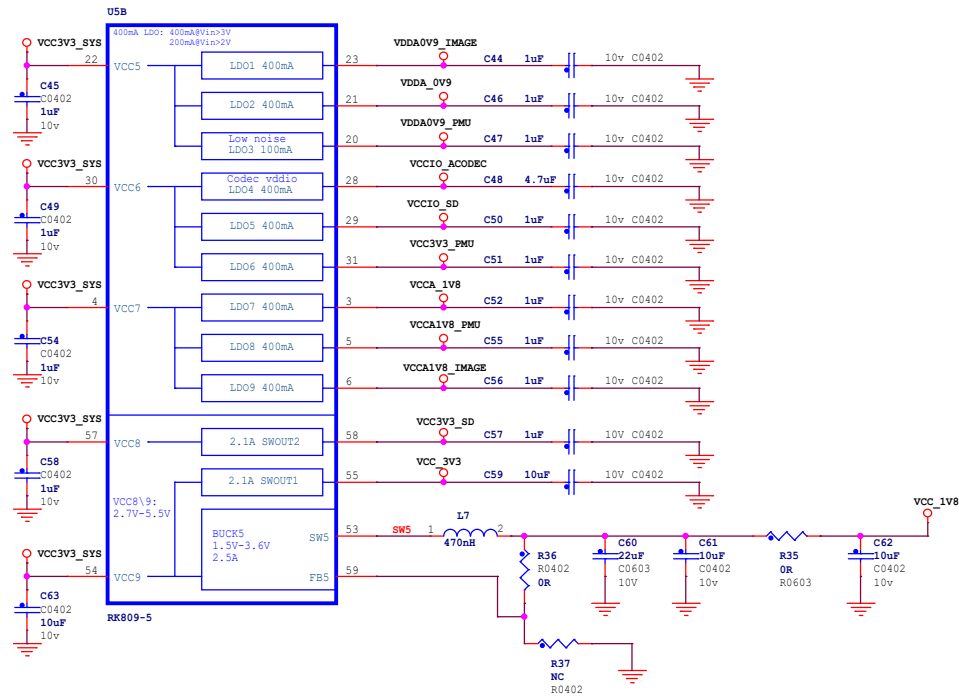 U5B
400mA LDO: 400mA@Vin>3V
200mA@Vin>2V
VCC3V3_SYS
22
VCC5
C45
C0402
1uF
10v
LDO1 400mA
23
VDDA0V9_IMAGE
C44
1uF
10v C0402
LDO2 400mA
21
VDDA_0V9
C46
1uF
10v C0402
Low noise
LDO3 100mA
20
VDDA0V9_PMU
C47
1uF
10v C0402
VCC3V3_SYS
30
VCC6
C49
C0402
1uF
10v
Codec vddio
LDO4 400mA
28
VCCIO_ACODEC
C48
4.7uF
10v C0402
LDO5 400mA
29
VCCIO_SD
C50
1uF
10v C0402
LDO6 400mA
31
VCC3V3_PMU
C51
1uF
10v C0402
VCC3V3_SYS
4
VCC7
C54
C0402
1uF
10v
LDO7 400mA
3
VCCA_1V8
C52
1uF
10v C0402
LDO8 400mA
5
VCCA1V8_PMU
C55
1uF
10v C0402
LDO9 400mA
6
VCCA1V8_IMAGE
C56
1uF
10v C0402
VCC3V3_SYS
57
VCC8
C58
C0402
1uF
10v
2.1A SWOUT2
58
VCC3V3_SD
C57
1uF
10V C0402
2.1A SWOUT1
55
VCC_3V3
C59
10uF
10V C0402
VCC8\9:
2.7V-5.5V
VCC3V3_SYS
54
VCC9
C63
C0402
10uF
10v
BUCK5
1.5V-3.6V
2.5A
SW5
53
SW5
1
L7
2
470nH
FB5
59
R36
R0402
0R
C60
22uF
C0603
10V
C61
10uF
C0402
10v
R35
0R
R0603
C62
10uF
C0402
10v
VCC_1V8
R37
NC
R0402
RK809-5